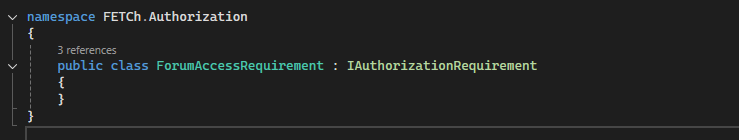 namespace FETCh.Authorization
{
3 references
public class ForumAccessRequirement : IAuthorizationRequirement
{
}
}